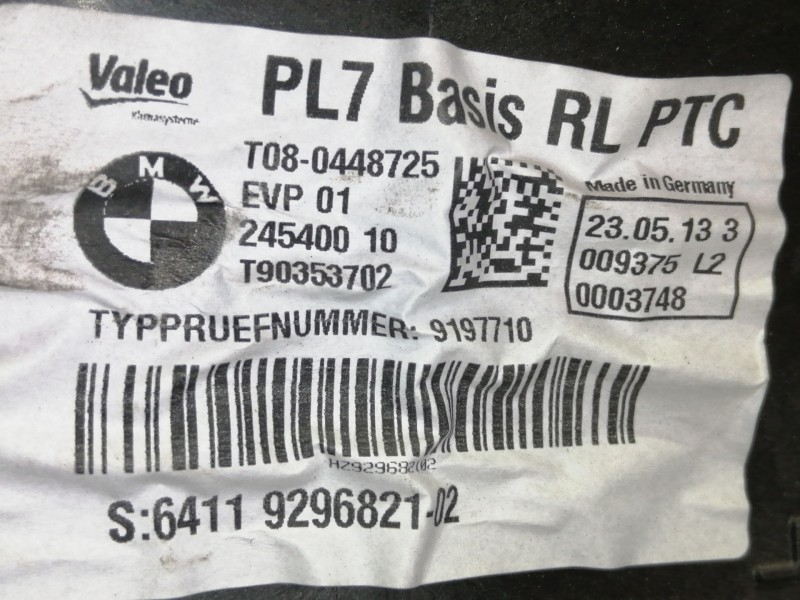 Valeo
Klimasysteme
PL7 Basis RL PTC
BMW
T08-0448725
EVP 01
245400 10
T90353702
Made in Germany
23.05.13 3
009375 L2
0003748
TYPPRUEFNUMMER: 9197710
S:6411 9296821-02